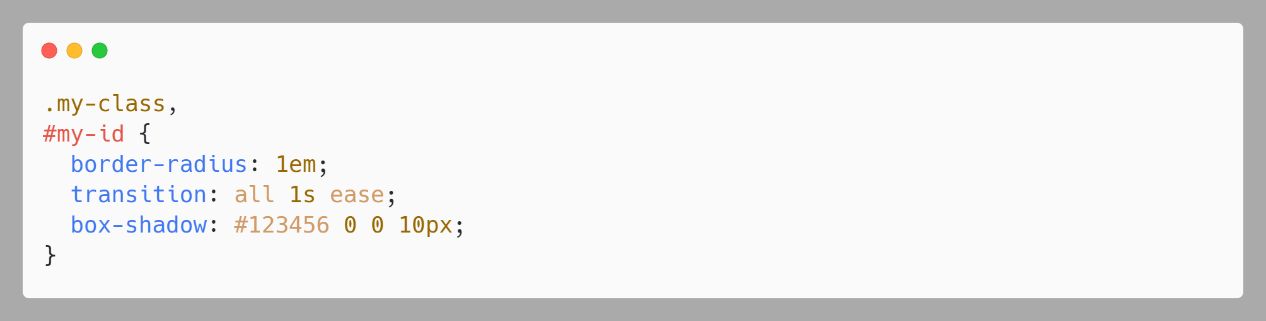 .my-class,
#my-id {
  border-radius: 1em;
  transition: all 1s ease;
  box-shadow: #123456 0 0 10px;
}